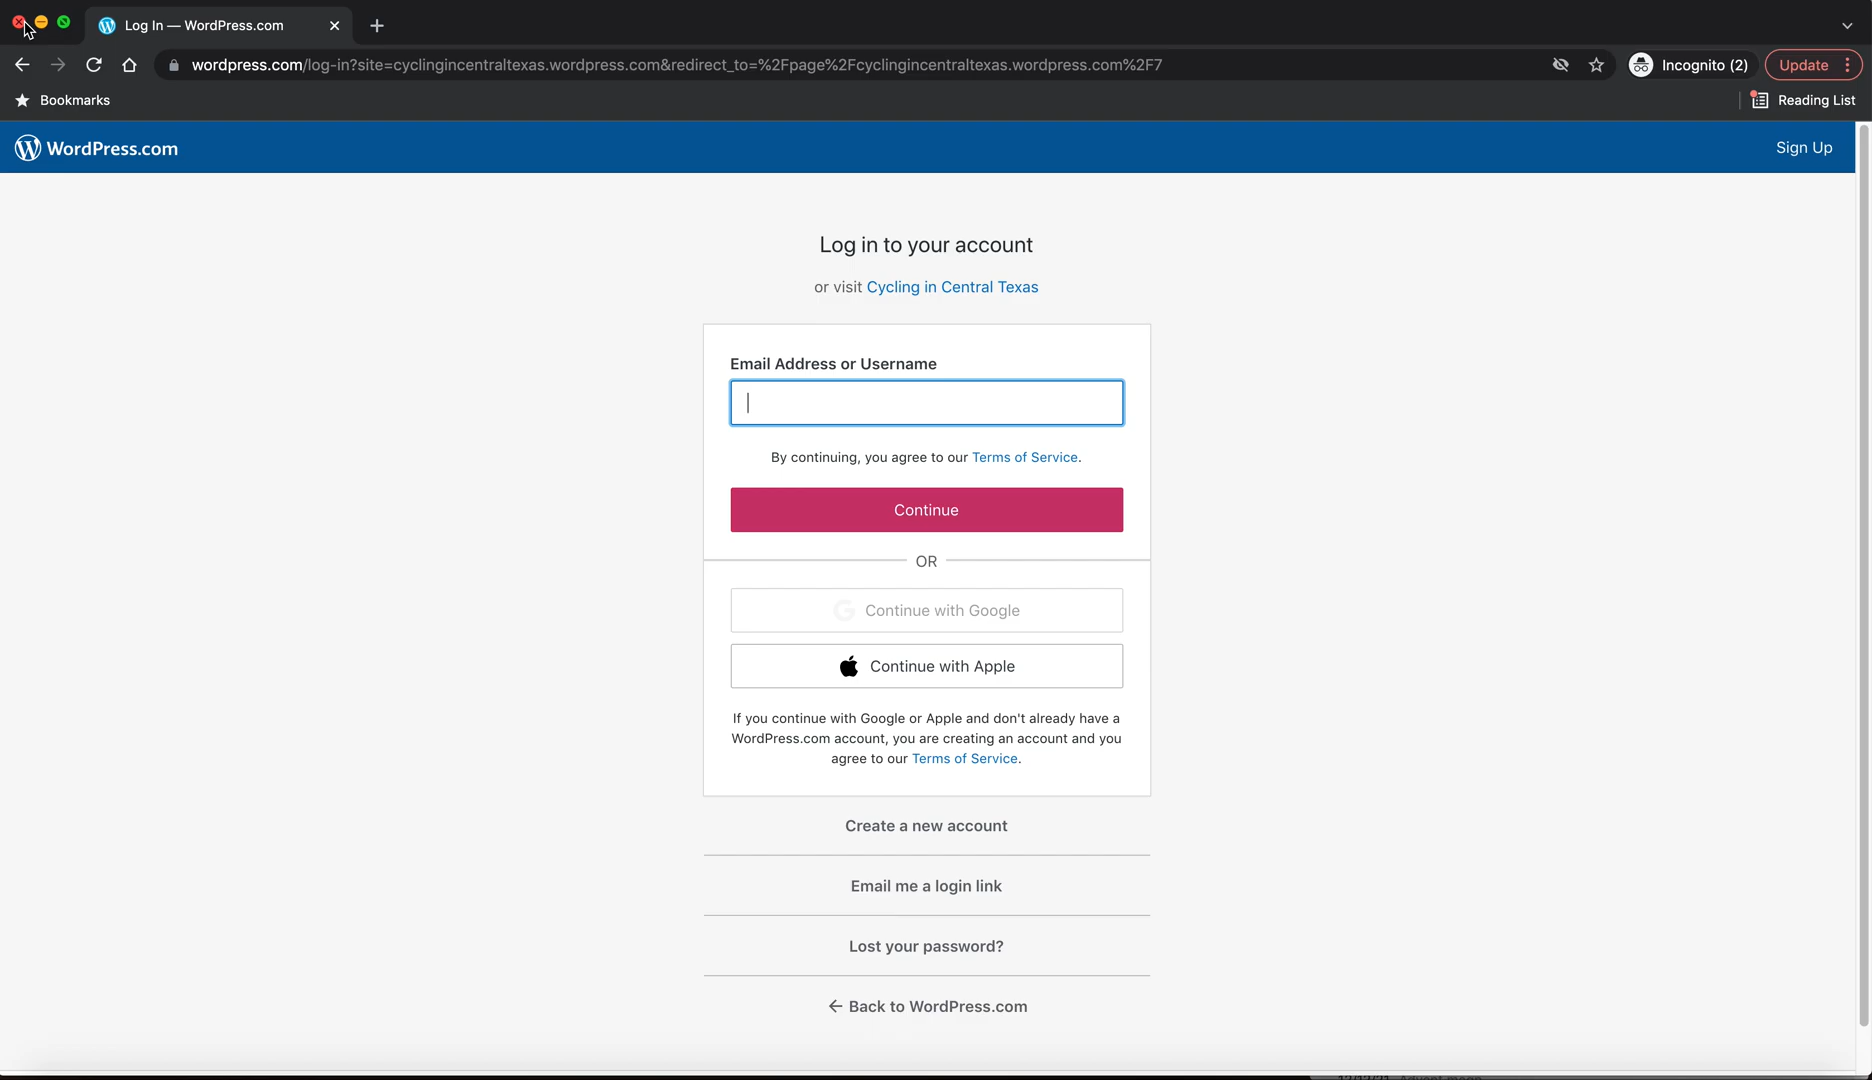 Log In — WordPress.com
wordpress.com/log-in?site=cyclingincentraltexas.wordpress.com&redirect_to=%2Fpage%2Fcyclingincentraltexas.wordpress.com%2F7
Incognito (2)
Update
Bookmarks
Reading List
WordPress.com
Sign Up
Log in to your account
or visit Cycling in Central Texas
Email Address or Username
By continuing, you agree to our Terms of Service.
Continue
OR
Continue with Google
Continue with Apple
If you continue with Google or Apple and don't already have a
WordPress.com account, you are creating an account and you
agree to our Terms of Service.
Create a new account
Email me a login link
Lost your password?
← Back to WordPress.com